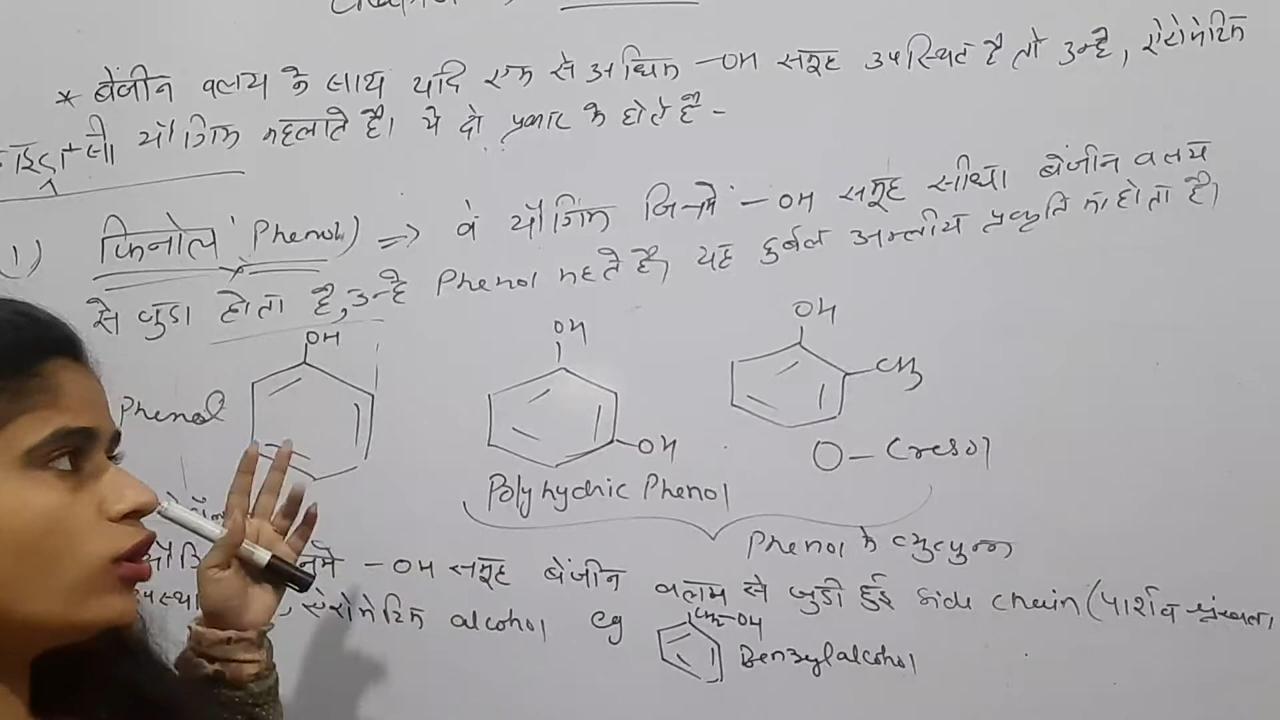 * बेंजीन वलय के साथ यदि एक से अधिक -OH समूह उपस्थित है तो उन्हे, ऐरोमेटिक
यौगिक कहलाते है। ये दो प्रकार के होते है -
1) फिनोल (Phenol) => वे यौगिक जिनमें -OH समूह सीधा बेंजीन वलय
से जुडा होता है, उन्हे Phenol कहते है, यह दुर्बल अम्लीय प्रकृति का होता है।
OH
OH
OH
CH3
Phenol
OH
O-Cresol
Polyhydric Phenol
Phenol के व्युत्पन्न
-OH समूह बेंजीन वलय से जुडी हुई Side chain (पार्शव श्रृंखला)
ऐरोमेटिक alcohol eg
CH2-OH
Benzylalcohol